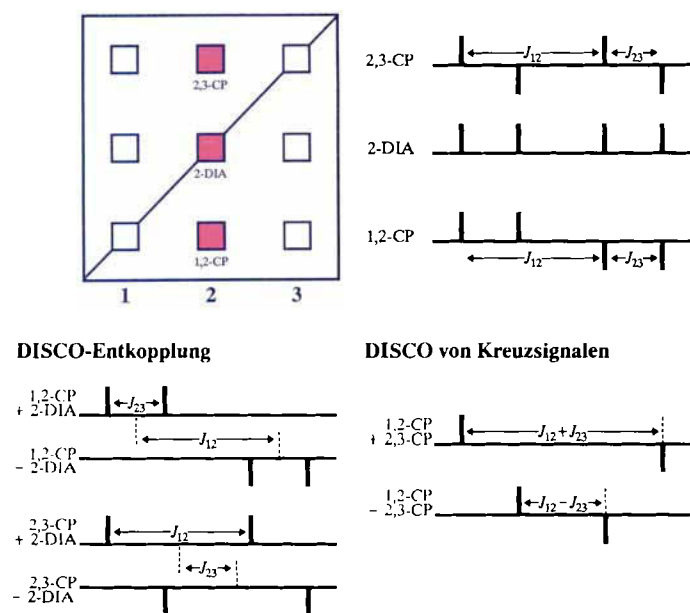 2,3-CP
2-DIA
1,2-CP
1 2 3
2,3-CP
J12
J23
2-DIA
1,2-CP
J12
J23
DISCO-Entkopplung
1,2-CP
+ 2-DIA
J23
J12
1,2-CP
− 2-DIA
2,3-CP
+ 2-DIA
J12
J23
2,3-CP
− 2-DIA
DISCO von Kreuzsignalen
1,2-CP
+ 2,3-CP
J12 + J23
1,2-CP
− 2,3-CP
J12 − J23